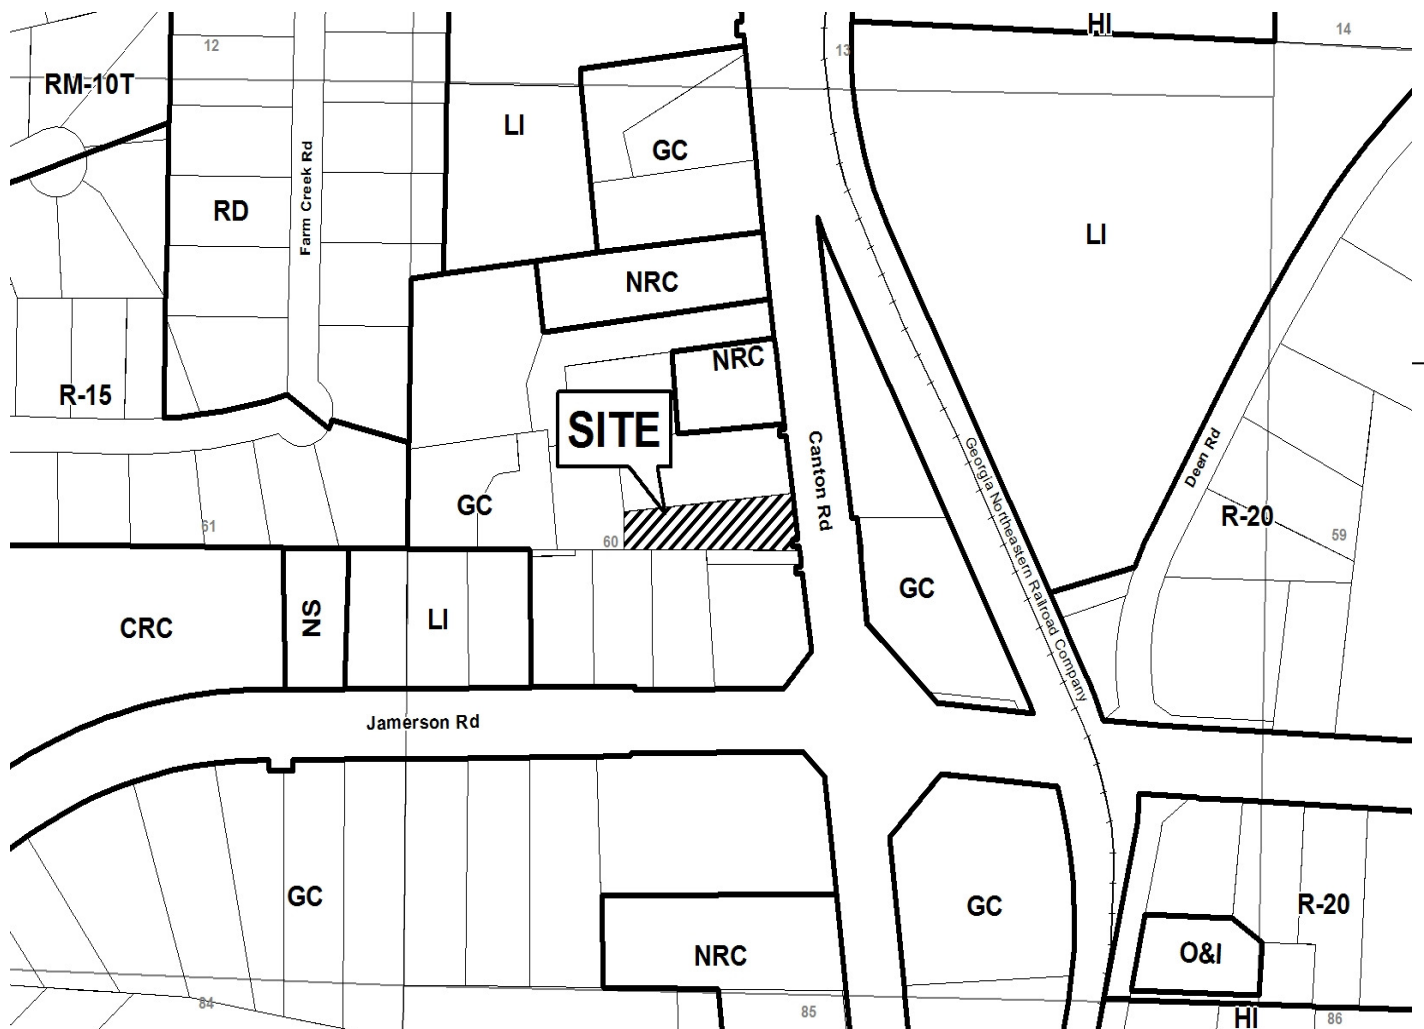 HI
14
12
13
RM-10T
LI
GC
Farm Creek Rd
RD
LI
NRC
NRC
R-15
SITE
Canton Rd
Georgia Northeastern Railroad Company
Deen Rd
GC
R-20
61
60
59
GC
CRC
NS
LI
Jamerson Rd
GC
GC
R-20
NRC
O&I
84
85
HI
86